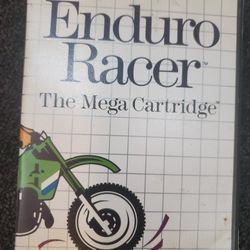 Enduro
Racer™
The Mega Cartridge™